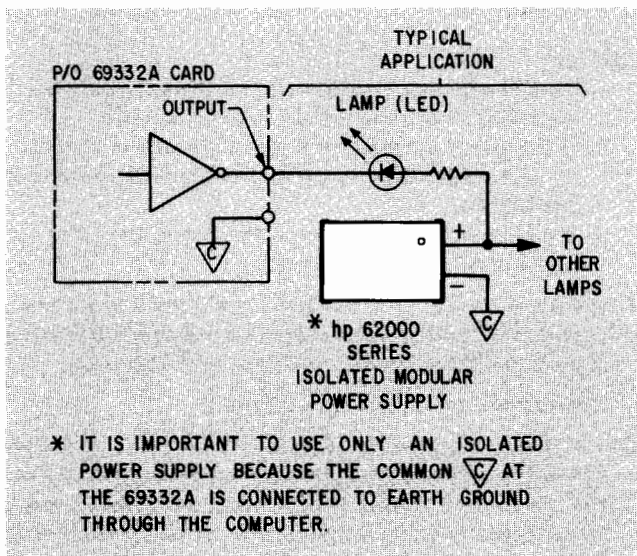 TYPICAL
APPLICATION
P/O 69332A CARD
OUTPUT
LAMP (LED)
+
TO
OTHER
LAMPS
C
−
C
* hp 62000
SERIES
ISOLATED MODULAR
POWER SUPPLY
* IT IS IMPORTANT TO USE ONLY AN ISOLATED
POWER SUPPLY BECAUSE THE COMMON C AT
THE 69332A IS CONNECTED TO EARTH GROUND
THROUGH THE COMPUTER.